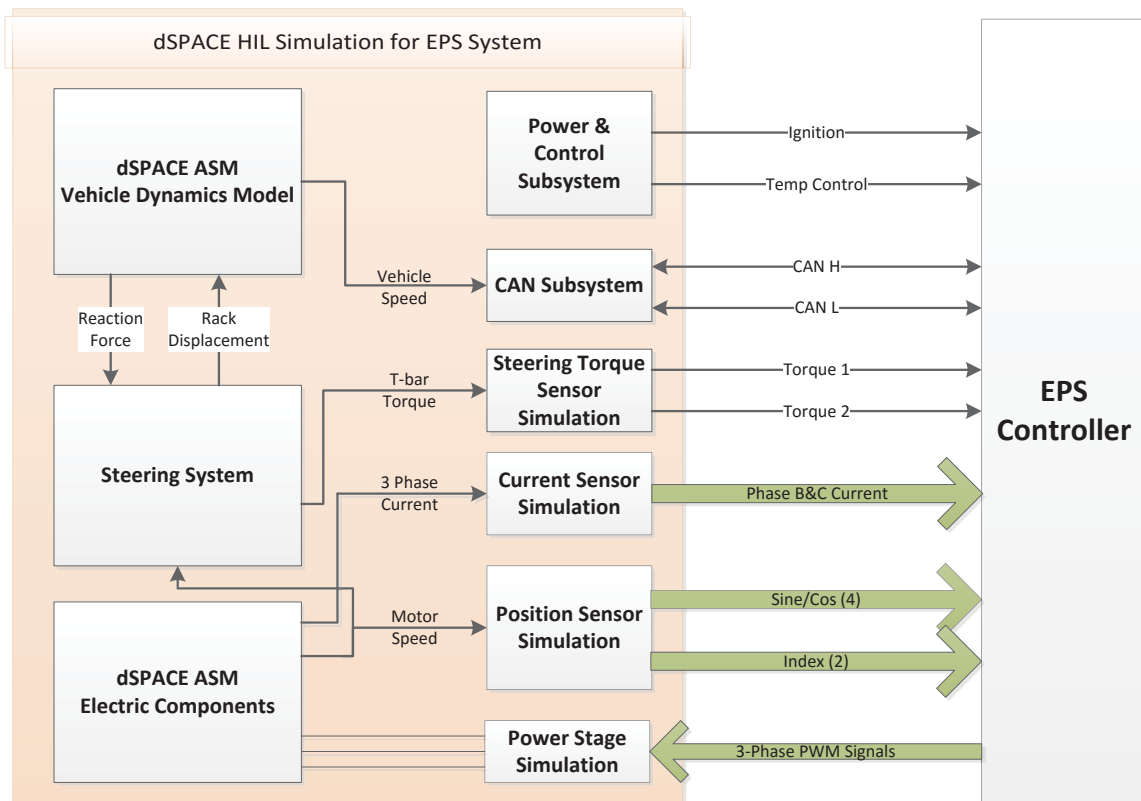 dSPACE HIL Simulation for EPS System
dSPACE ASM
Vehicle Dynamics Model
Power &
Control
Subsystem
Ignition
Temp Control
Vehicle
Speed
CAN Subsystem
CAN H
CAN L
Reaction
Force
Rack
Displacement
Steering System
T-bar
Torque
Steering Torque
Sensor
Simulation
Torque 1
Torque 2
EPS
Controller
3 Phase
Current
Current Sensor
Simulation
Phase B&C Current
dSPACE ASM
Electric Components
Motor
Speed
Position Sensor
Simulation
Sine/Cos (4)
Index (2)
Power Stage
Simulation
3-Phase PWM Signals